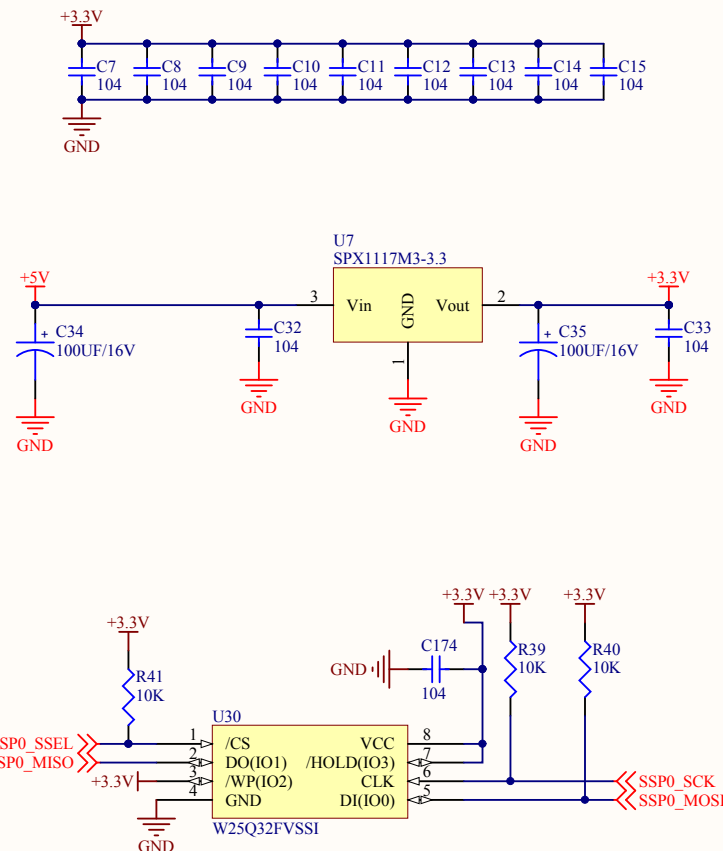 +3.3V
C7 C8 C9 C10 C11 C12 C13 C14 C15
104 104 104 104 104 104 104 104 104
GND
U7
SPX1117M3-3.3
+5V
+3.3V
3 Vin GND Vout 2
1
C34
100UF/16V
C32
104
C35
100UF/16V
C33
104
GND
GND
GND
GND
GND
+3.3V +3.3V +3.3V
+3.3V
C174
104
GND
R39
10K
R40
10K
R41
10K
U30
SP0_SSEL 1 /CS VCC 8
SP0_MISO 2 DO(IO1) /HOLD(IO3) 7
+3.3V 3 /WP(IO2) CLK 6 SSP0_SCK
4 GND DI(IO0) 5 SSP0_MOSI
W25Q32FVSSI
GND